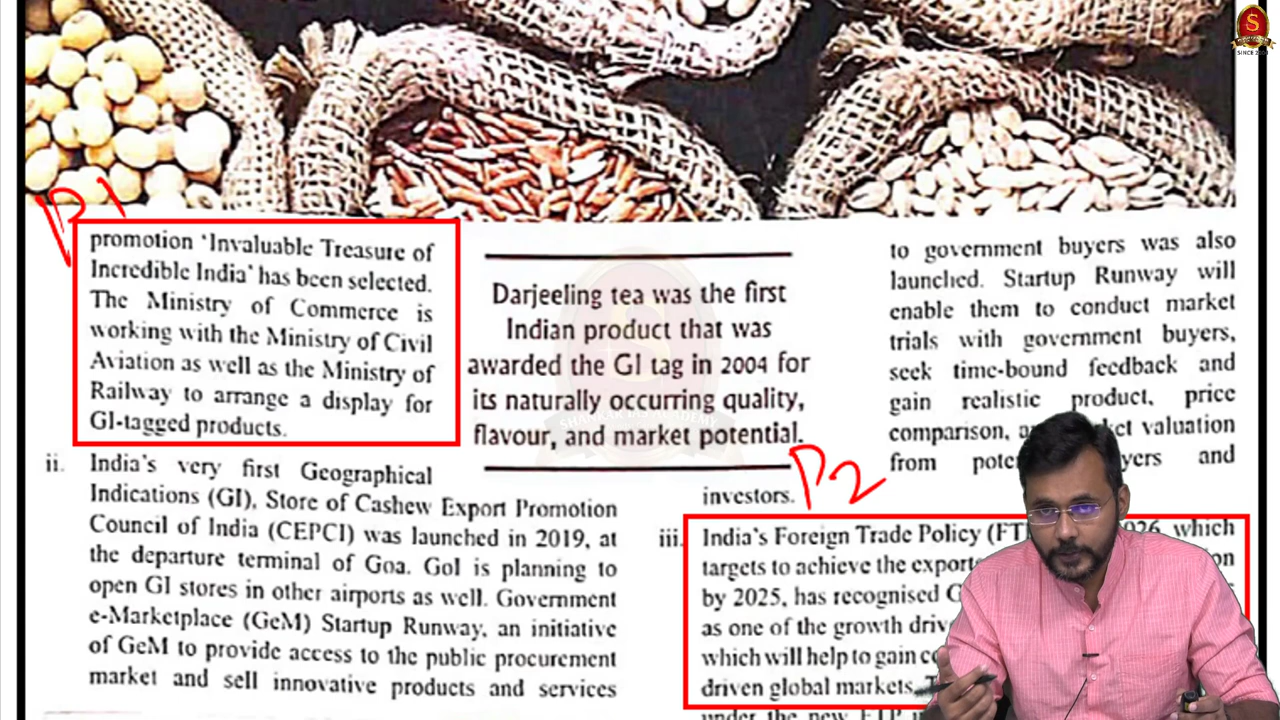 S
SINCE 2004
P1
promotion ‘Invaluable Treasure of
Incredible India’ has been selected.
The Ministry of Commerce is
working with the Ministry of Civil
Aviation as well as the Ministry of
Railway to arrange a display for
GI-tagged products.
ii. India’s very first Geographical
Indications (GI), Store of Cashew Export Promotion
Council of India (CEPCI) was launched in 2019, at
the departure terminal of Goa. GoI is planning to
open GI stores in other airports as well. Government
e-Marketplace (GeM) Startup Runway, an initiative
of GeM to provide access to the public procurement
market and sell innovative products and services
Darjeeling tea was the first
Indian product that was
awarded the GI tag in 2004 for
its naturally occurring quality,
flavour, and market potential.
to government buyers was also
launched. Startup Runway will
enable them to conduct market
trials with government buyers,
seek time-bound feedback and
gain realistic product, price
comparison, valuation
from and
investors.
P2
iii. India’s Foreign Trade Policy which
targets to achieve the
by 2025, has recognised
as one of the growth
which will help to gain
driven global markets.
under the new FTP